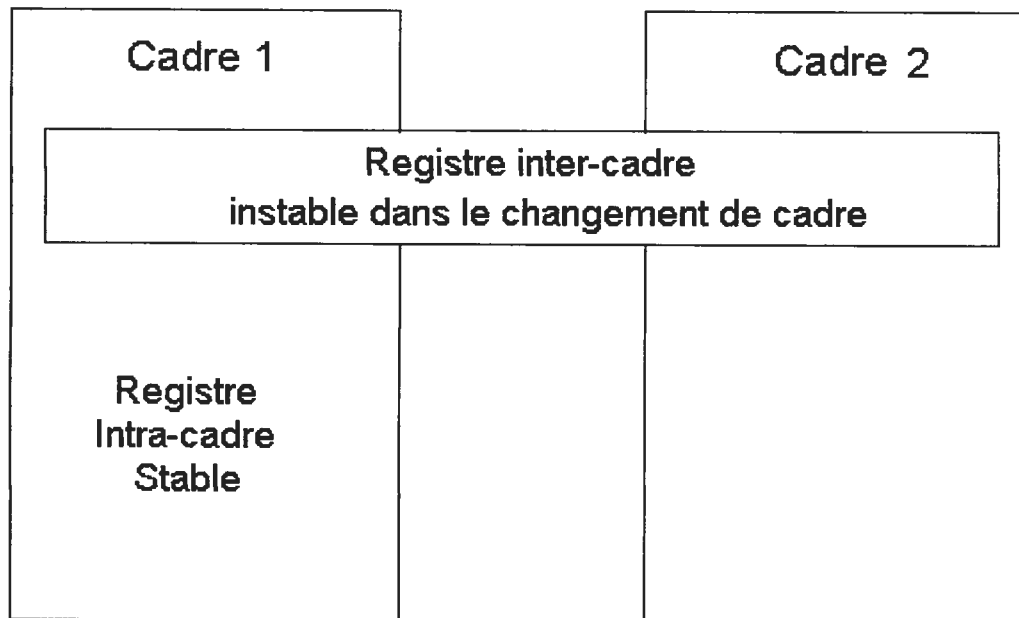 Cadre 1
Cadre 2
Registre inter-cadre
instable dans le changement de cadre
Registre
Intra-cadre
Stable